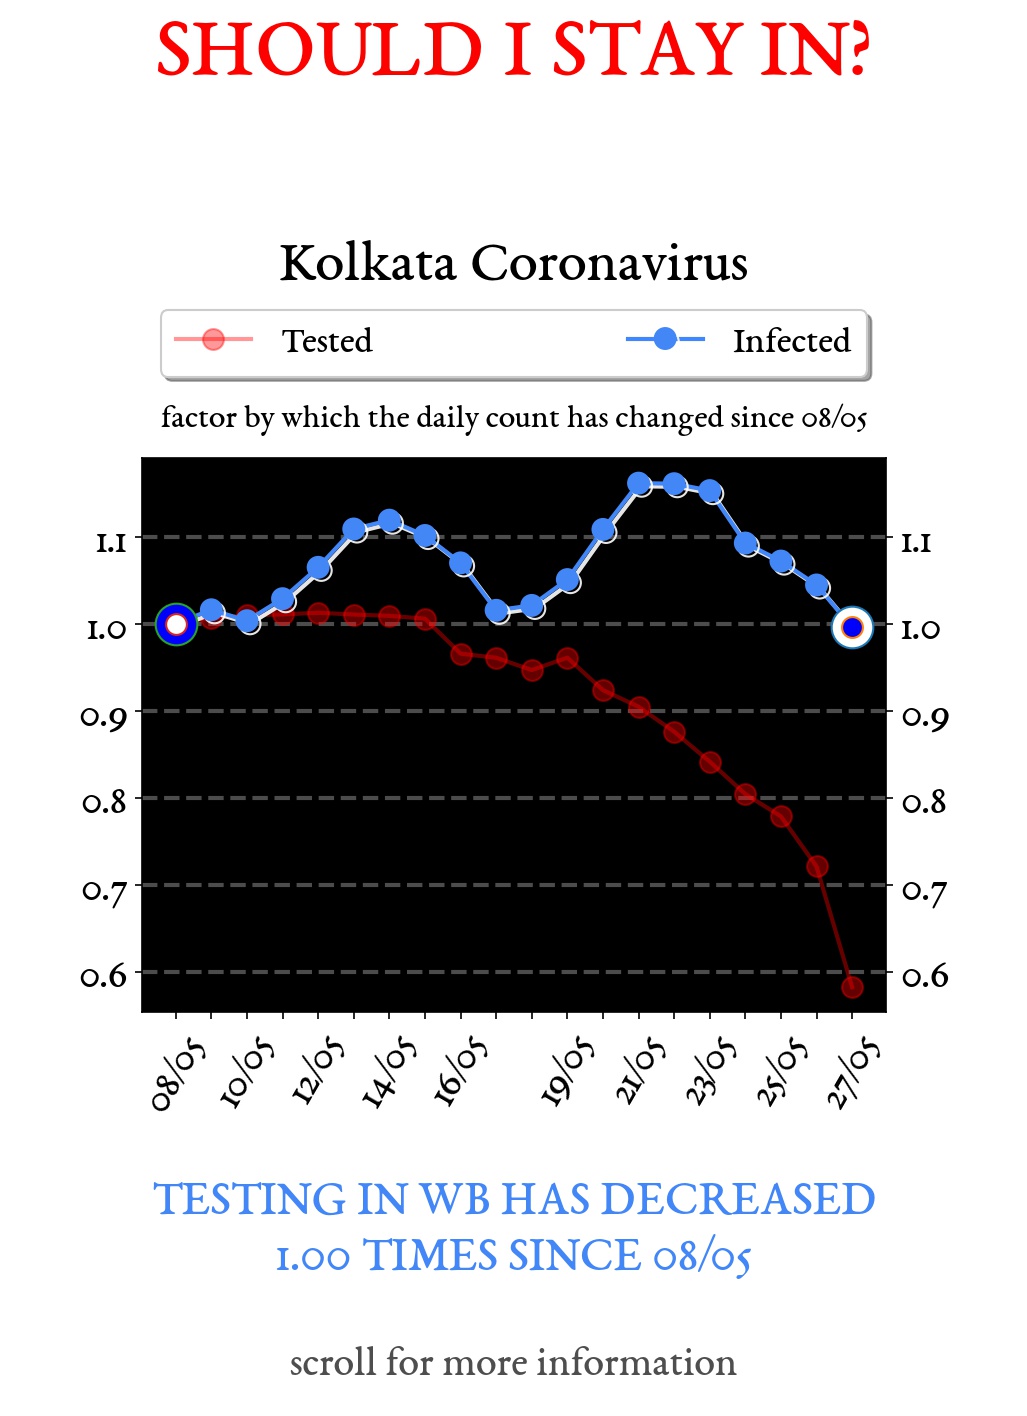 SHOULD I STAY IN?
Kolkata Coronavirus
Tested Infected
factor by which the daily count has changed since 08/05
1.1 1.1
1.0 1.0
0.9 0.9
0.8 0.8
0.7 0.7
0.6 0.6
08/05 10/05 12/05 14/05 16/05 19/05 21/05 23/05 25/05 27/05
TESTING IN WB HAS DECREASED
1.00 TIMES SINCE 08/05
scroll for more information